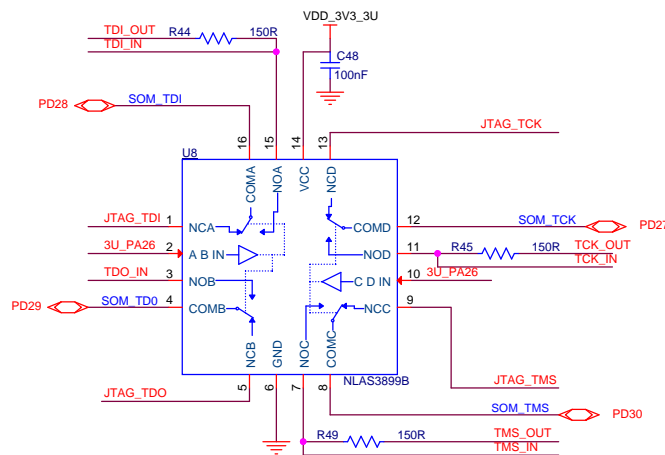 VDD_3V3_3U
TDI_OUT R44 150R
TDI_IN
C48
100nF
PD28 SOM_TDI
JTAG_TCK
16 15 14 13
U8
COMA NOA VCC NCD
JTAG_TDI 1 NCA
COMD 12 SOM_TCK PD27
3U_PA26 2 A B IN
NOD 11 R45 150R TCK_OUT
TCK_IN
TDO_IN 3 NOB
C D IN 10 3U_PA26
PD29 SOM_TD0 4 COMB
NCC 9
NCB GND NOC COMC
NLAS3899B
JTAG_TMS
5 6 7 8
JTAG_TDO
SOM_TMS PD30
R49 150R TMS_OUT
TMS_IN